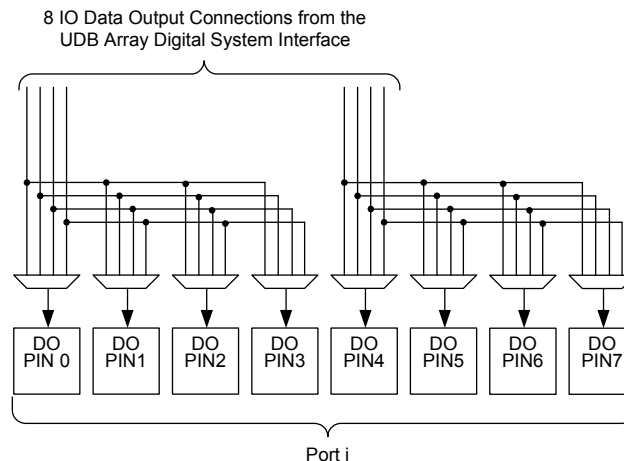 8 IO Data Output Connections from the
UDB Array Digital System Interface
DO
PIN 0
DO
PIN1
DO
PIN2
DO
PIN3
DO
PIN4
DO
PIN5
DO
PIN6
DO
PIN7
Port i